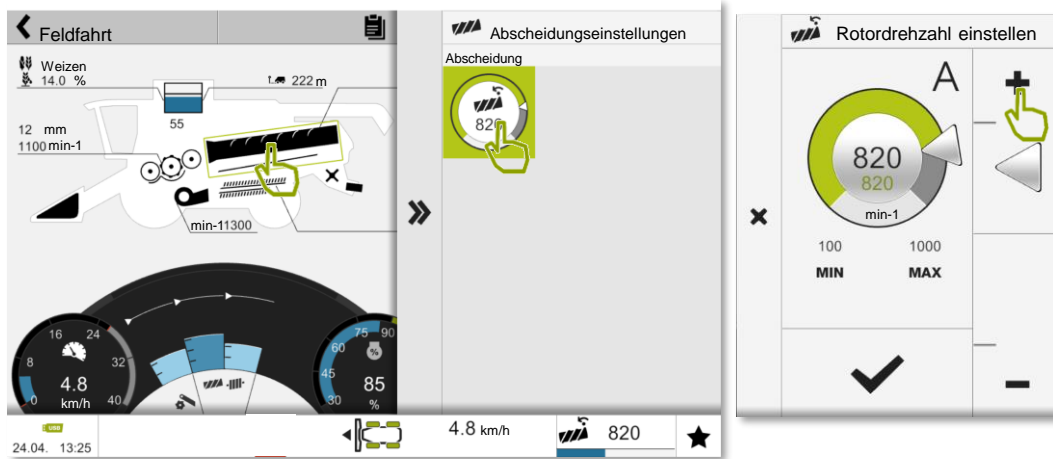 Feldfahrt
Weizen
14.0 %
222 m
55
12 mm
1100 min-1
min-11300
16 24
8 32
0 40
4.8
km/h
75 90
60
45
30
85
%
USB
24.04. 13:25
4.8 km/h
820
Abscheidungseinstellungen
Abscheidung
820
Rotordrehzahl einstellen
A
820
820
min-1
100 1000
MIN MAX